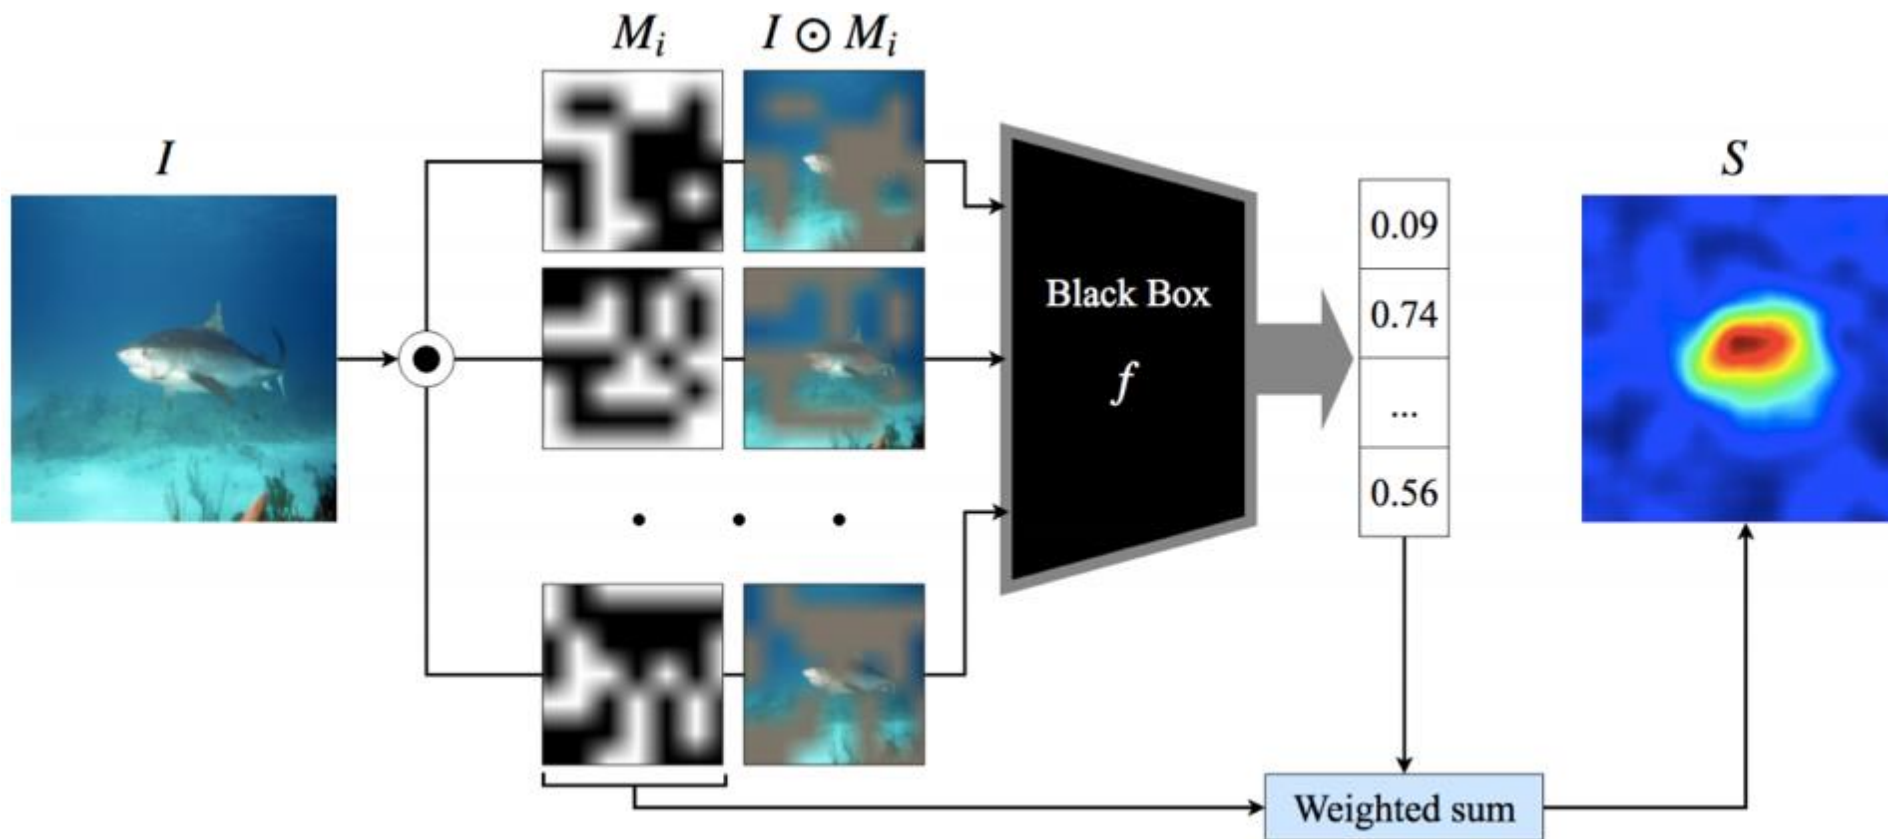 M_i
I ⊙ M_i
I
S
0.09
0.74
...
0.56
Black Box
f
Weighted sum